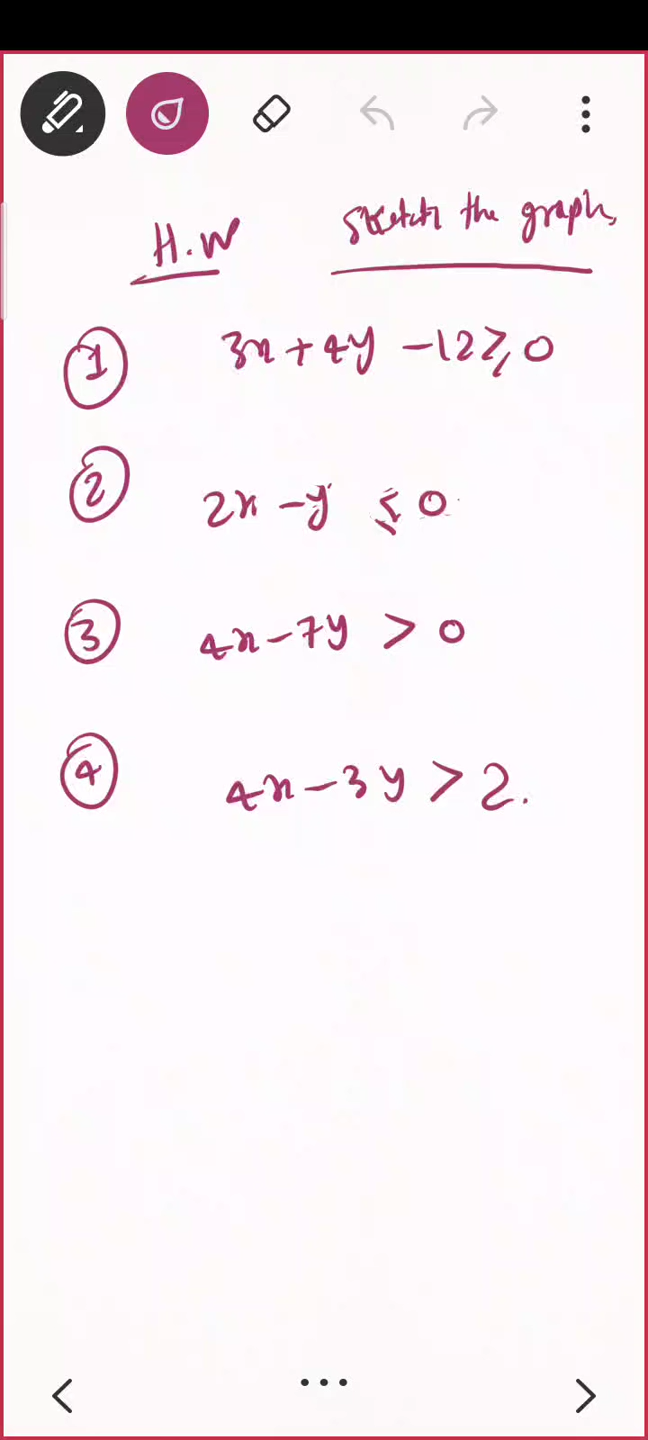 H.W
Sketch the graph,
① 3x + 4y - 12 ≥ 0
② 2x - y ≤ 0
③ 4x - 7y > 0
④ 4x - 3y > 2.